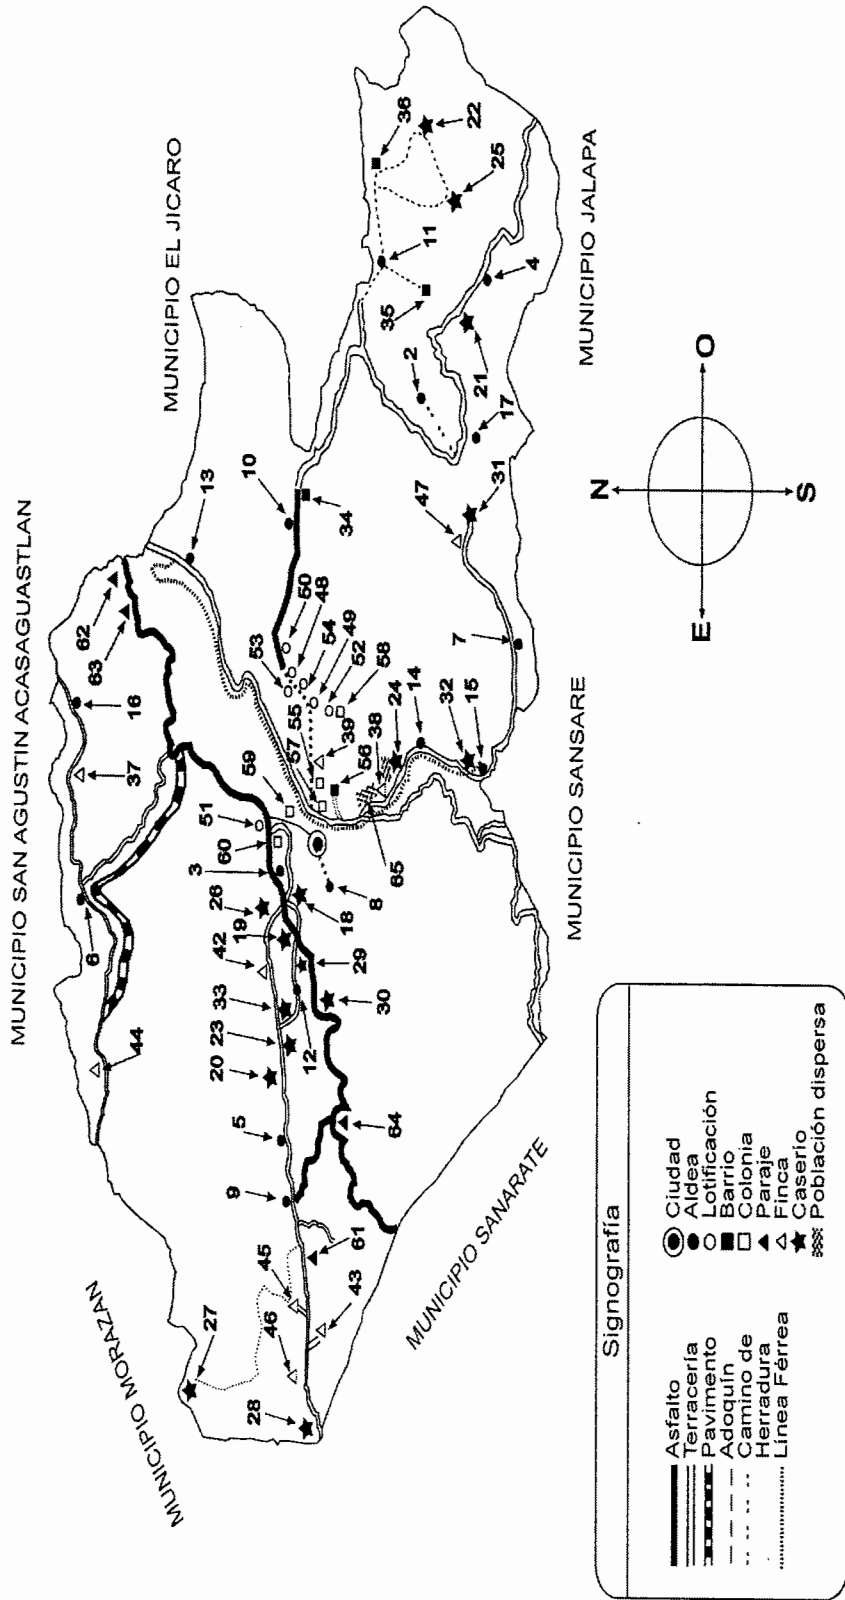 MUNICIPIO SAN AGUSTIN ACASAGUASTLAN
MUNICIPIO MORAZAN
MUNICIPIO EL JICARO
MUNICIPIO JALAPA
MUNICIPIO SANSARE
MUNICIPIO SANARATE
44
6
37
16
63
62
13
27
28
46
45
43
61
9
5
64
20
23
33
12
30
29
42
19
26
18
3
60
51
59
8
65
57
56
55
39
38
24
14
32
15
53
50
48
54
49
52
58
10
34
7
47
31
17
2
21
4
35
11
36
25
22
N
E
O
S
Signografía
Asfalto
Terracería
Pavimento
Adoquín
Camino de
Herradura
Línea Férrea
Ciudad
Aldea
Lotificación
Barrio
Colonia
Paraje
Finca
Caserío
Población dispersa